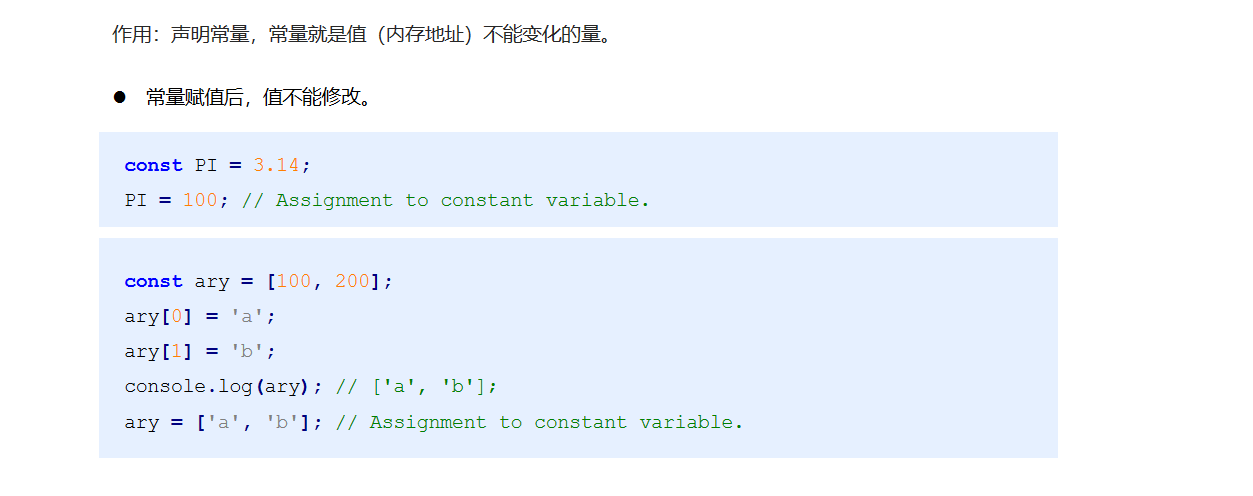 作用：声明常量，常量就是值（内存地址）不能变化的量。
● 常量赋值后，值不能修改。
const PI = 3.14;
PI = 100; // Assignment to constant variable.
const ary = [100, 200];
ary[0] = 'a';
ary[1] = 'b';
console.log(ary); // ['a', 'b'];
ary = ['a', 'b']; // Assignment to constant variable.